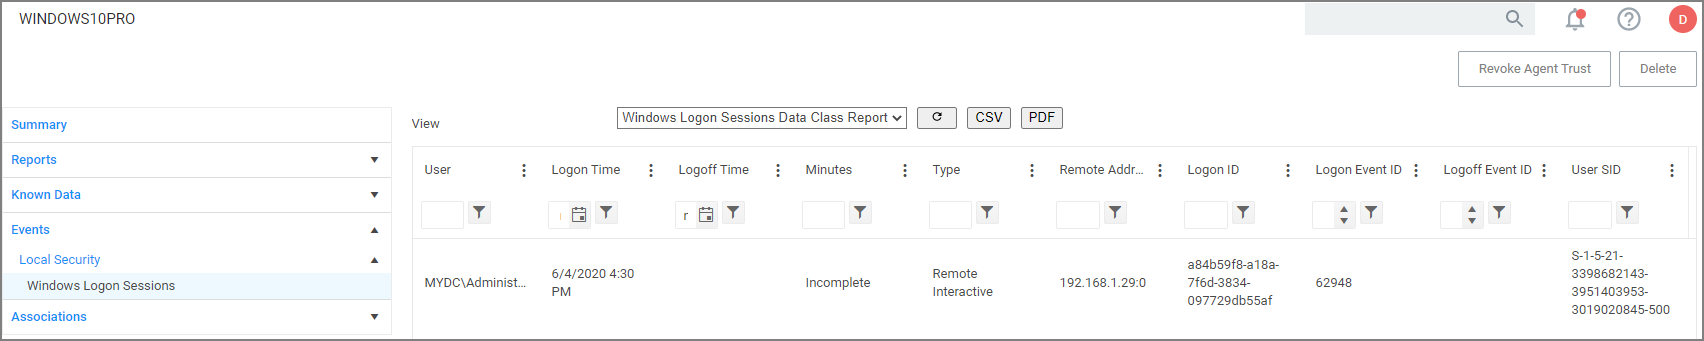 WINDOWS10PRO
D
Revoke Agent Trust
Delete
Summary
Reports
Known Data
Events
Local Security
Windows Logon Sessions
Associations
View
Windows Logon Sessions Data Class Report
CSV
PDF
User
Logon Time
Logoff Time
Minutes
Type
Remote Addr...
Logon ID
Logon Event ID
Logoff Event ID
User SID
r
MYDC\Administ...
6/4/2020 4:30
PM
Incomplete
Remote
Interactive
192.168.1.29:0
a84b59f8-a18a-
7f6d-3834-
097729db55af
62948
S-1-5-21-
3398682143-
3951403953-
3019020845-500